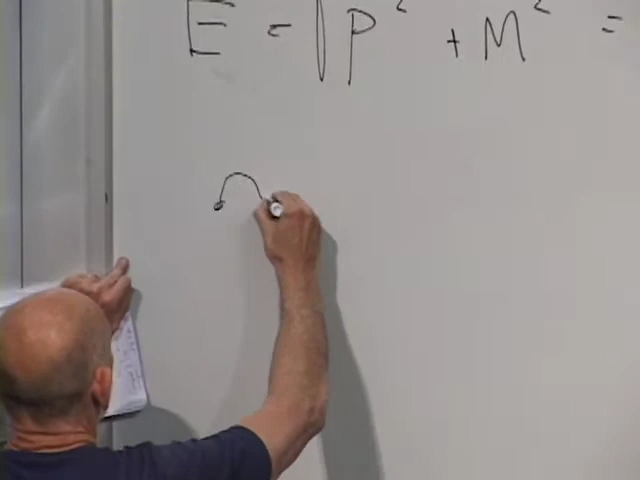 E = √P² + M² =